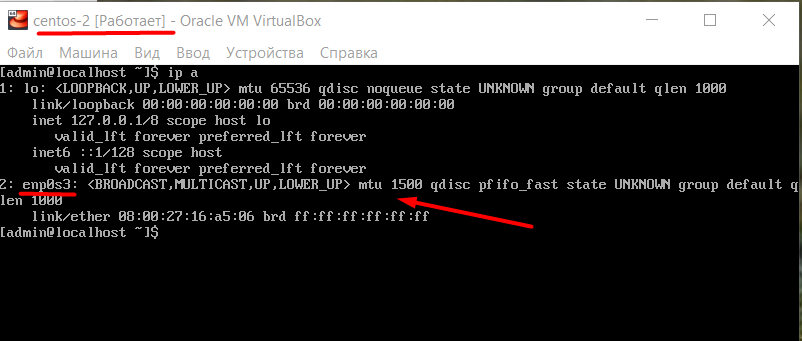 centos-2 [Работает] - Oracle VM VirtualBox
Файл Машина Вид Ввод Устройства Справка
[admin@localhost ~]$ ip a
1: lo: <LOOPBACK,UP,LOWER_UP> mtu 65536 qdisc noqueue state UNKNOWN group default qlen 1000
link/loopback 00:00:00:00:00:00 brd 00:00:00:00:00:00
inet 127.0.0.1/8 scope host lo
valid_lft forever preferred_lft forever
inet6 ::1/128 scope host
valid_lft forever preferred_lft forever
2: enp0s3: <BROADCAST,MULTICAST,UP,LOWER_UP> mtu 1500 qdisc pfifo_fast state UNKNOWN group default q
len 1000
link/ether 08:00:27:16:a5:06 brd ff:ff:ff:ff:ff:ff
[admin@localhost ~]$